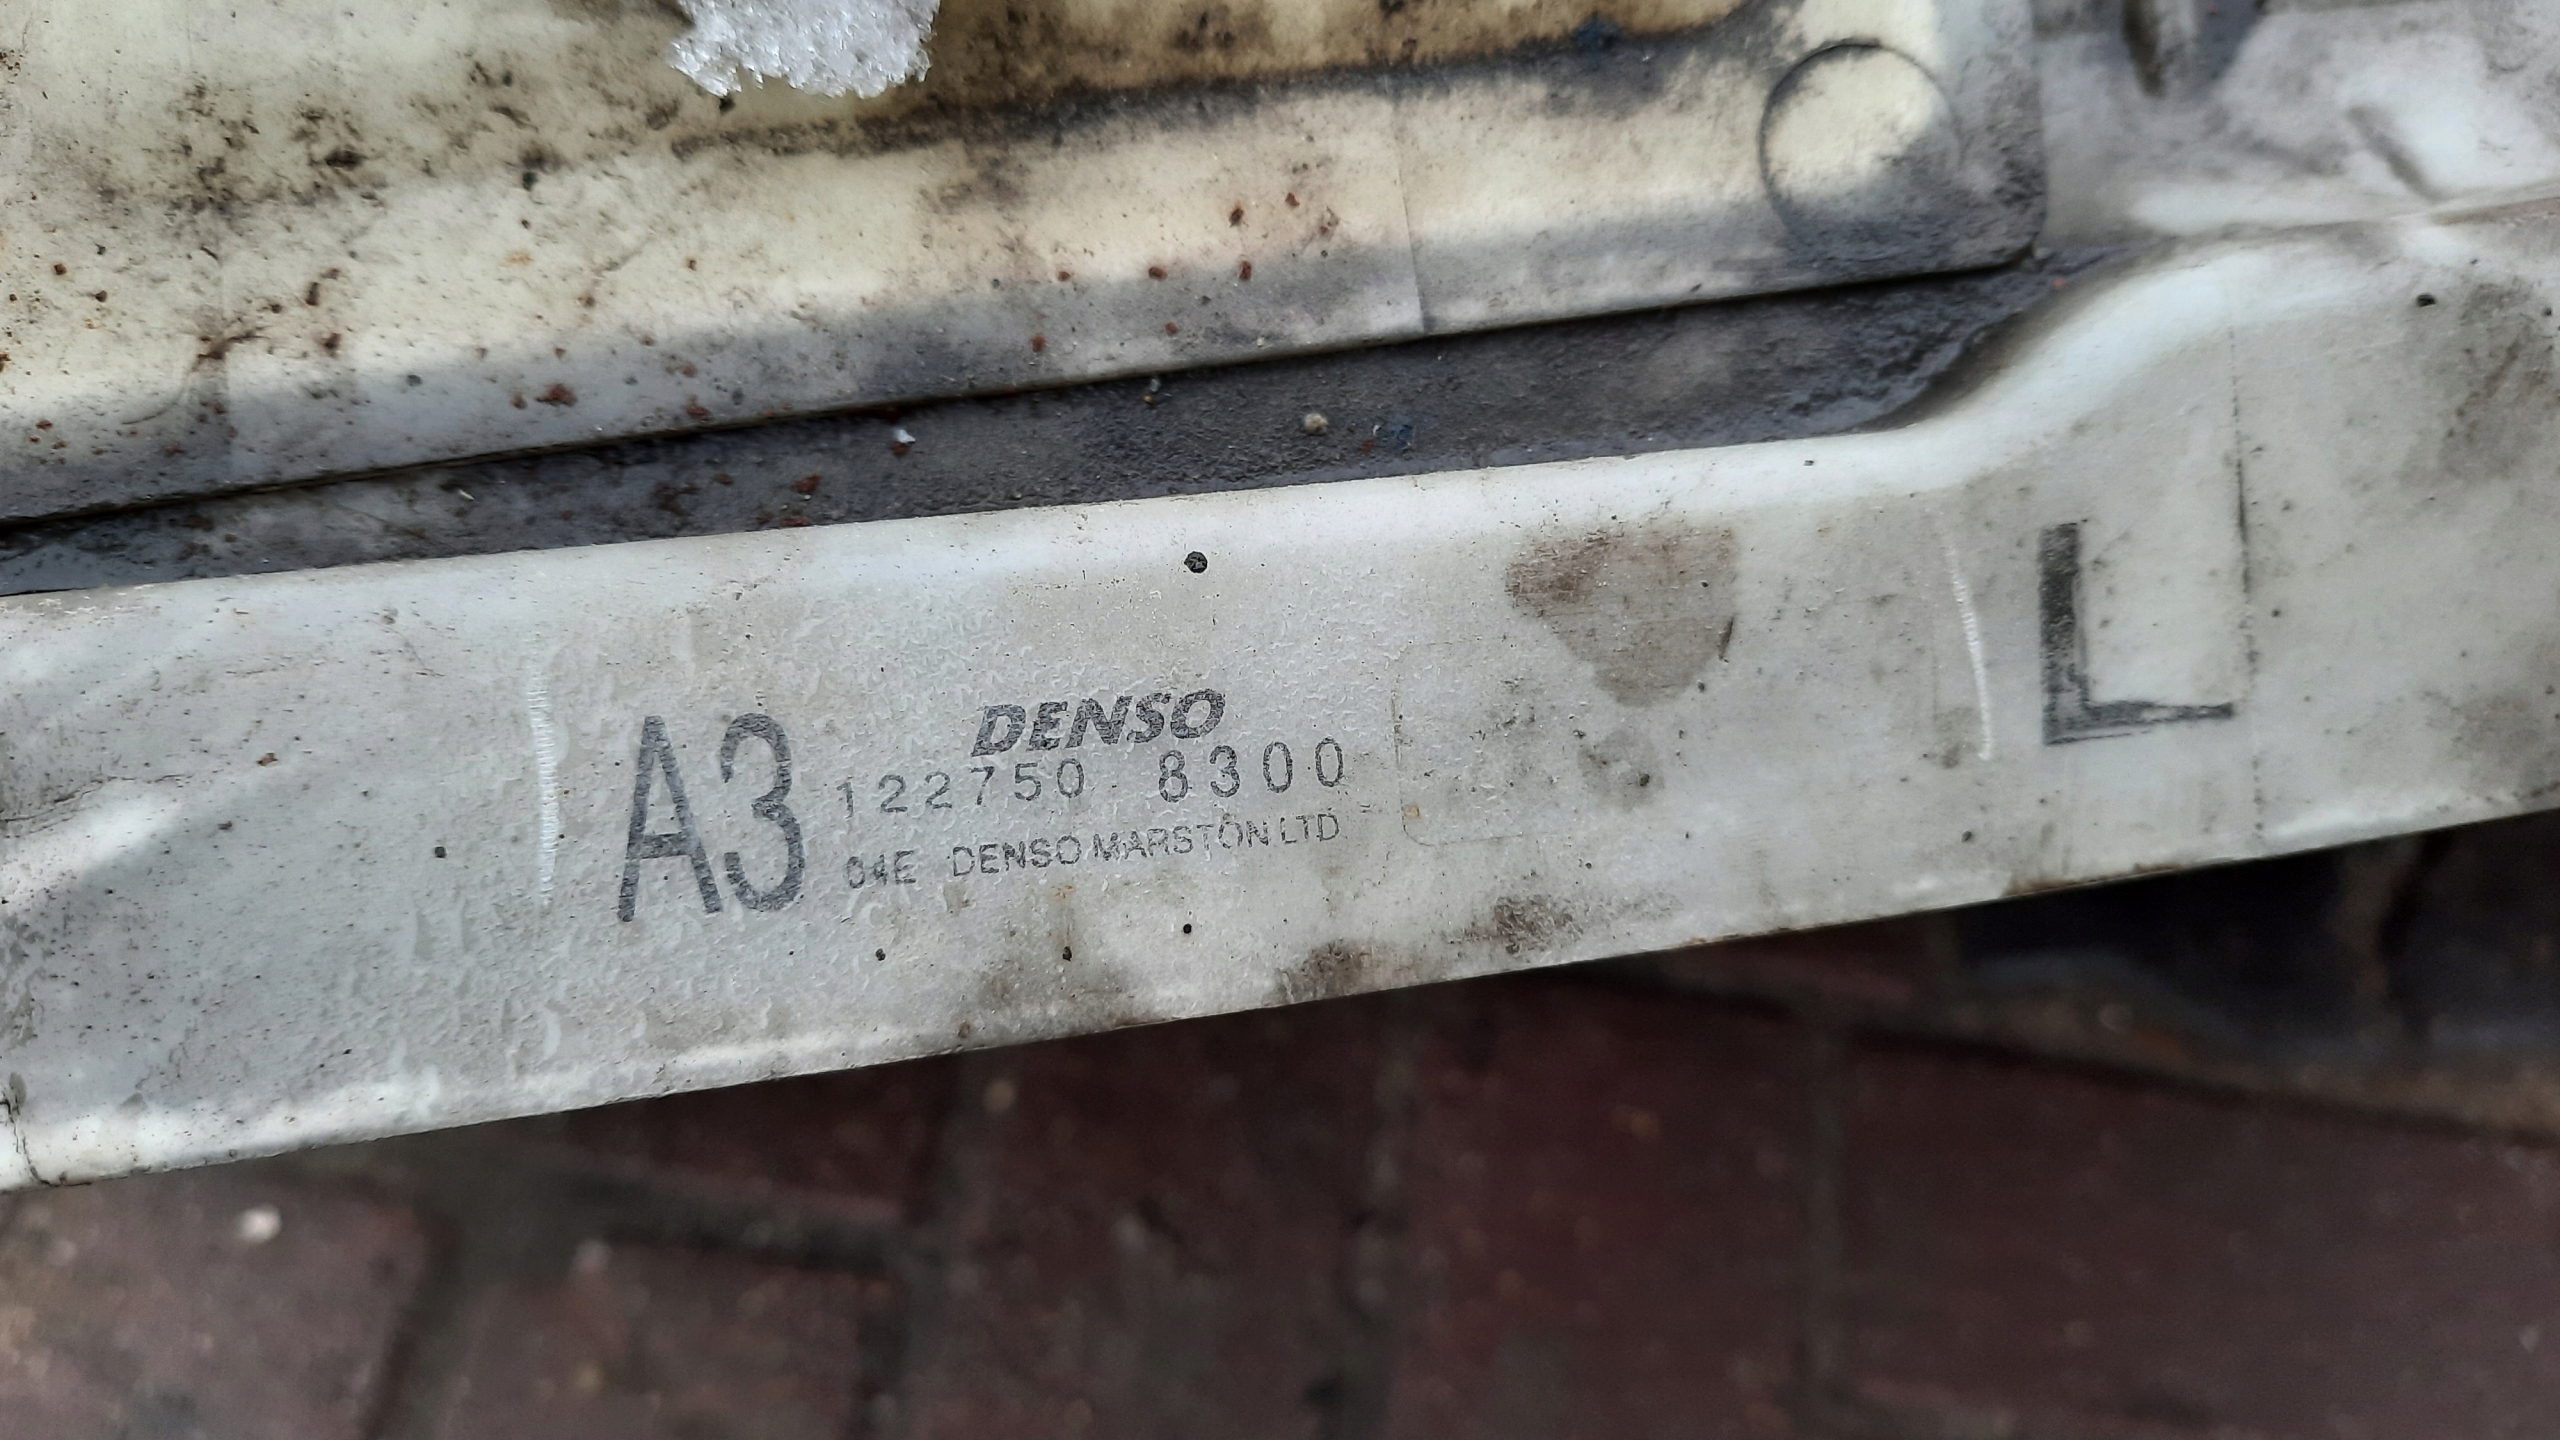 A3
DENSO
122750 8300
04E DENSO MARSTON LTD
L